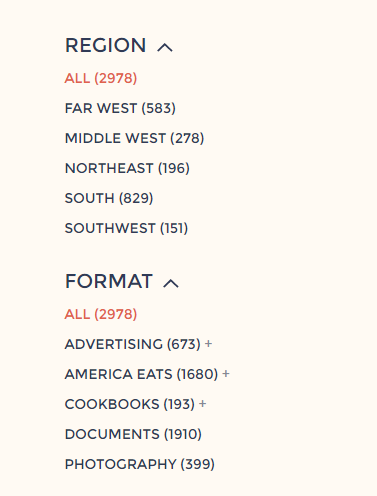 REGION
ALL (2978)
FAR WEST (583)
MIDDLE WEST (278)
NORTHEAST (196)
SOUTH (829)
SOUTHWEST (151)
FORMAT
ALL (2978)
ADVERTISING (673) +
AMERICA EATS (1680) +
COOKBOOKS (193) +
DOCUMENTS (1910)
PHOTOGRAPHY (399)